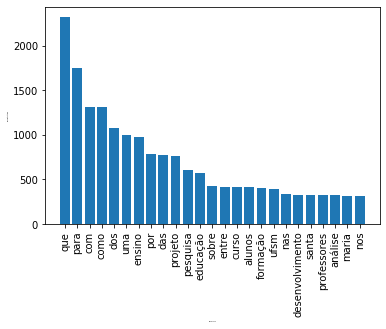 2000
1500
1000
500
0
que
para
com
como
dos
uma
ensino
por
das
projeto
pesquisa
educação
sobre
entre
curso
alunos
formação
ufsm
nas
desenvolvimento
santa
professores
análise
maria
nos